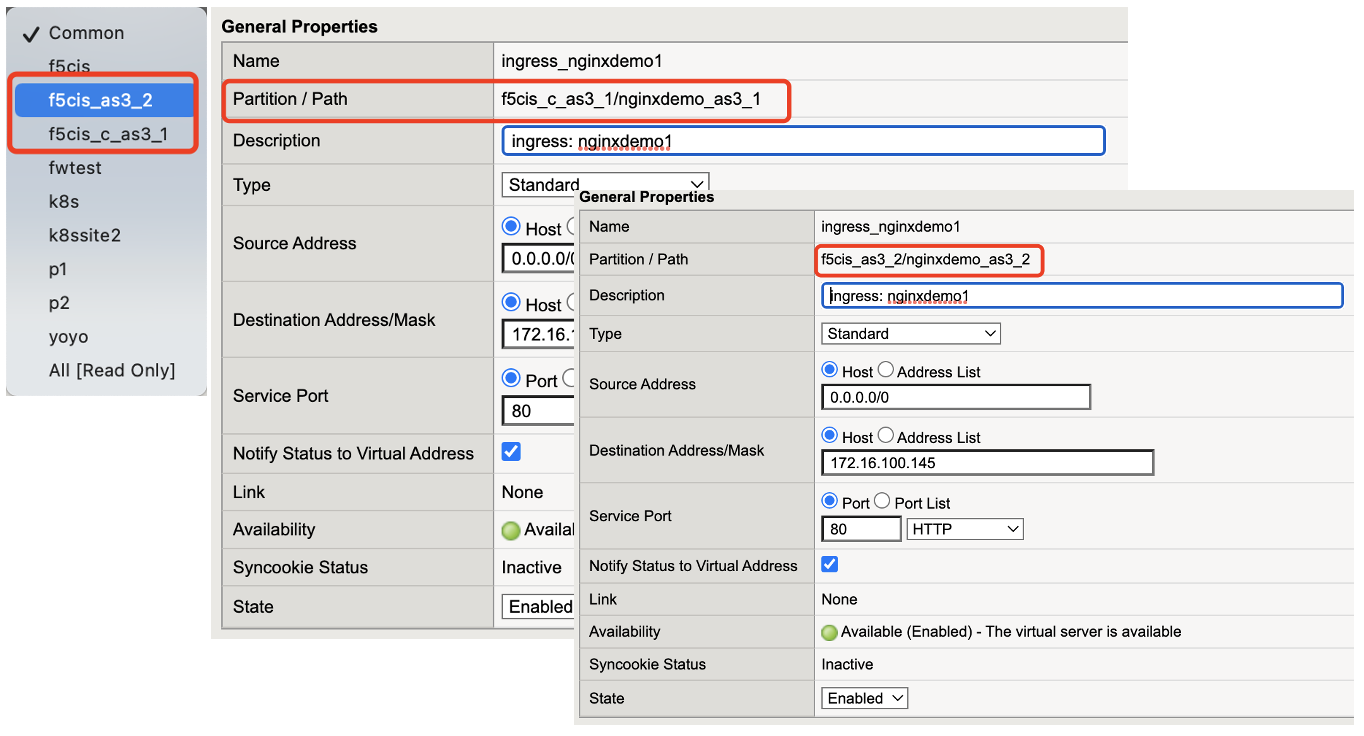 Common
f5cis
f5cis_as3_2
f5cis_c_as3_1
fwtest
k8s
k8ssite2
p1
p2
yoyo
All [Read Only]
General Properties
Name ingress_nginxdemo1
Partition / Path f5cis_c_as3_1/nginxdemo_as3_1
Description ingress: nginxdemo1
Type Standard
Source Address Host
0.0.0.0/0
Destination Address/Mask Host
172.16.1
Service Port Port
80
Notify Status to Virtual Address
Link None
Availability Availal
Syncookie Status Inactive
State Enabled
General Properties
Name ingress_nginxdemo1
Partition / Path f5cis_as3_2/nginxdemo_as3_2
Description ingress: nginxdemo1
Type Standard
Source Address Host Address List
0.0.0.0/0
Destination Address/Mask Host Address List
172.16.100.145
Service Port Port Port List
80 HTTP
Notify Status to Virtual Address
Link None
Availability Available (Enabled) - The virtual server is available
Syncookie Status Inactive
State Enabled